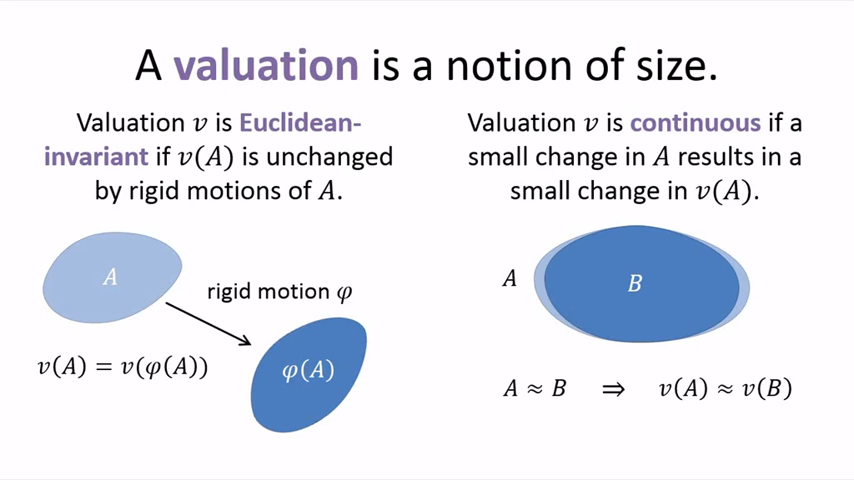 A valuation is a notion of size.
Valuation 𝑣 is Euclidean-
invariant if 𝑣(𝐴) is unchanged
by rigid motions of 𝐴.
𝐴
rigid motion 𝜑
𝜑(𝐴)
𝑣(𝐴) = 𝑣(𝜑(𝐴))
Valuation 𝑣 is continuous if a
small change in 𝐴 results in a
small change in 𝑣(𝐴).
𝐴
𝐵
𝐴 ≈ 𝐵 ⇒ 𝑣(𝐴) ≈ 𝑣(𝐵)